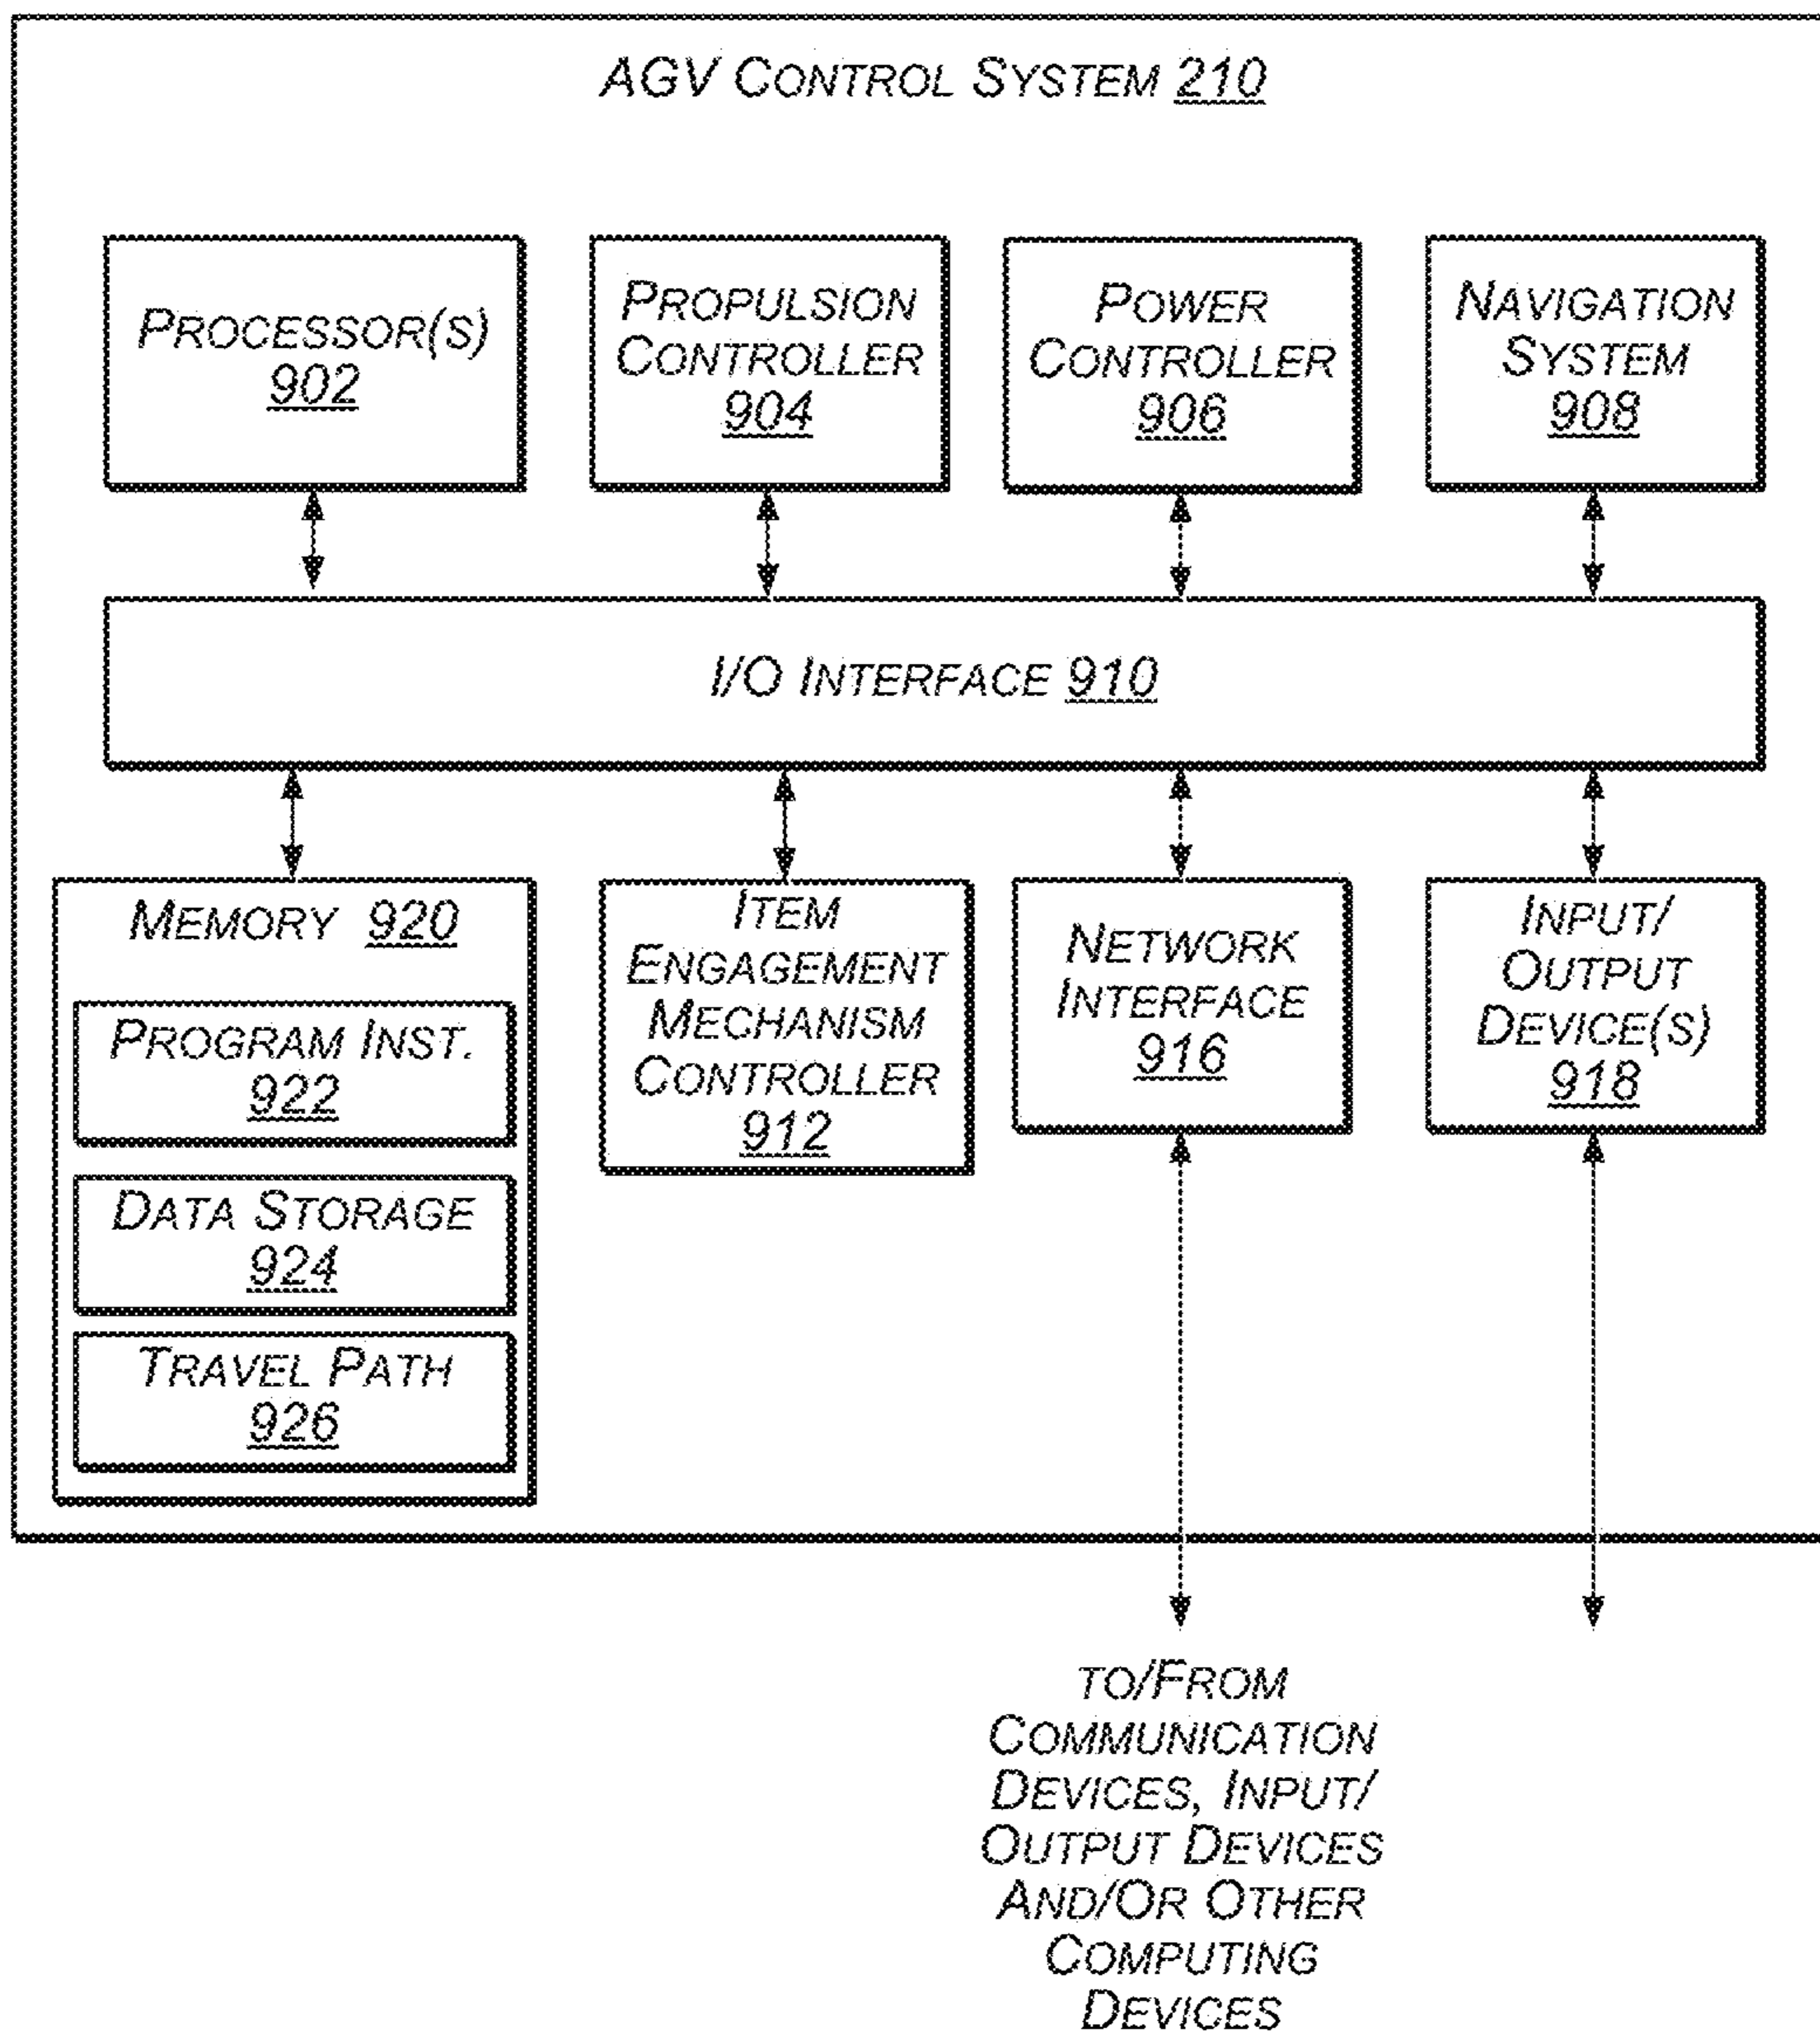 AGV CONTROL SYSTEM 210
PROCESSOR(S)
902
PROPULSION
CONTROLLER
904
POWER
CONTROLLER
906
NAVIGATION
SYSTEM
908
I/O INTERFACE 910
MEMORY 920
PROGRAM INST.
922
DATA STORAGE
924
TRAVEL PATH
926
ITEM
ENGAGEMENT
MECHANISM
CONTROLLER
912
NETWORK
INTERFACE
916
INPUT/
OUTPUT
DEVICE(S)
918
TO/FROM
COMMUNICATION
DEVICES, INPUT/
OUTPUT DEVICES
AND/OR OTHER
COMPUTING
DEVICES